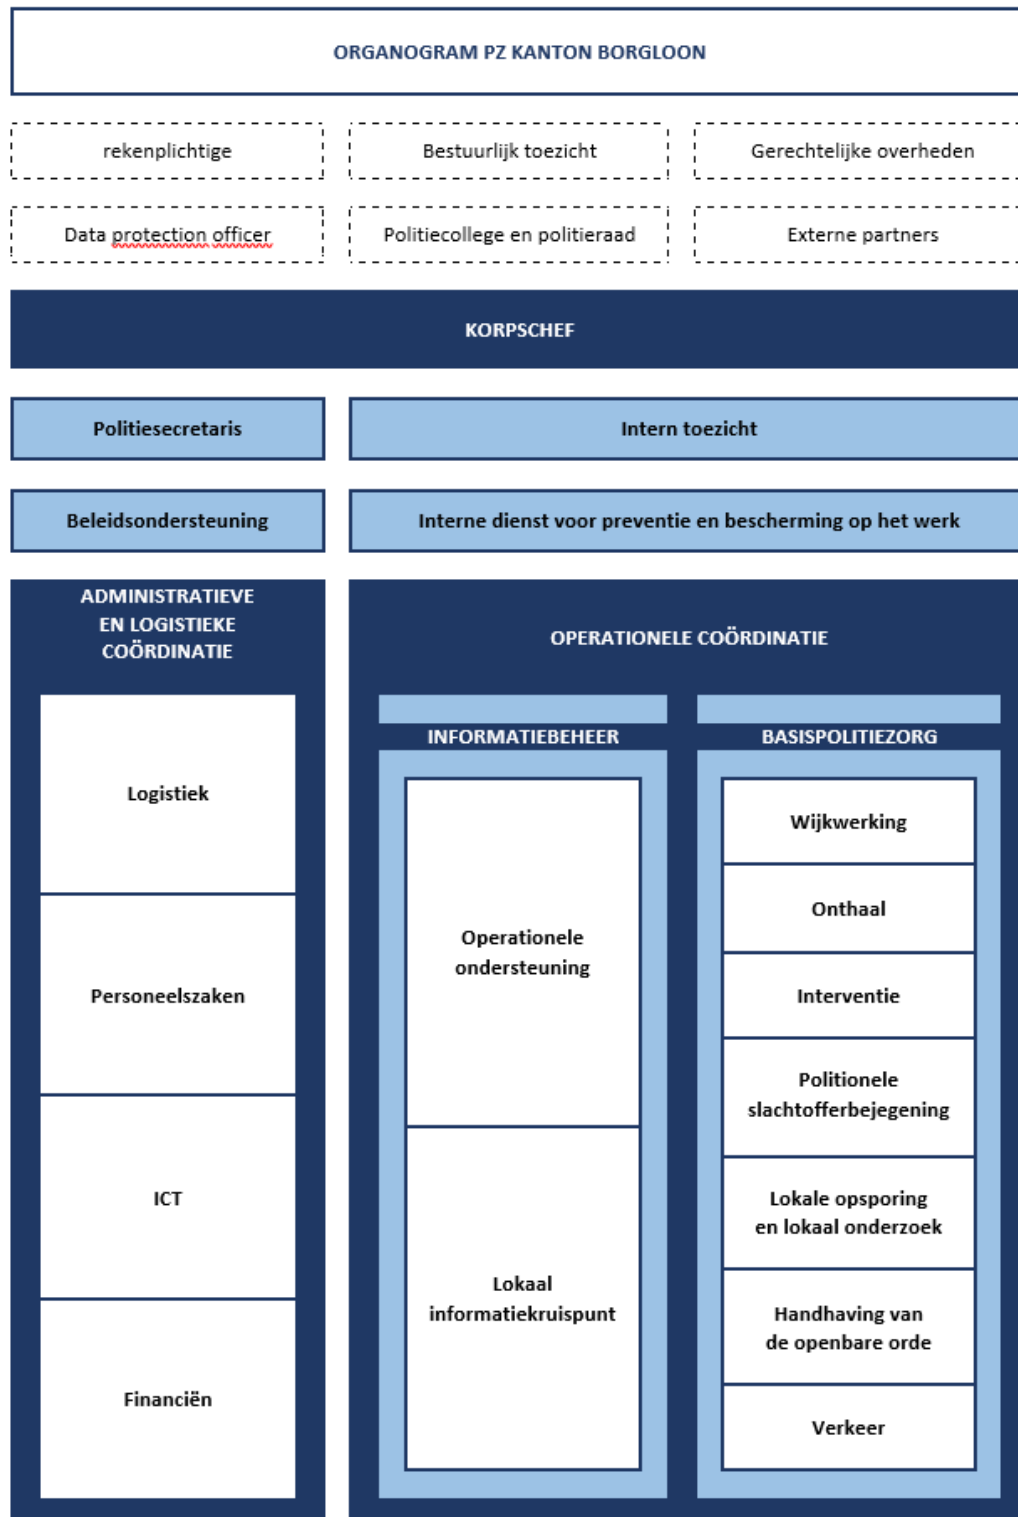 ORGANOGRAM PZ KANTON BORGLOON
rekenplichtige
Bestuurlijk toezicht
Gerechtelijke overheden
Data protection officer
Politiecollege en politieraad
Externe partners
KORPSCHEF
Politiesecretaris
Intern toezicht
Beleidsondersteuning
Interne dienst voor preventie en bescherming op het werk
ADMINISTRATIEVE
EN LOGISTIEKE
COÖRDINATIE
Logistiek
Personeelszaken
ICT
Financiën
OPERATIONELE COÖRDINATIE
INFORMATIEBEHEER
Operationele
ondersteuning
Lokaal
informatiekruispunt
BASISPOLITIEZORG
Wijkwerking
Onthaal
Interventie
Politionele
slachtofferbejegening
Lokale opsporing
en lokaal onderzoek
Handhaving van
de openbare orde
Verkeer